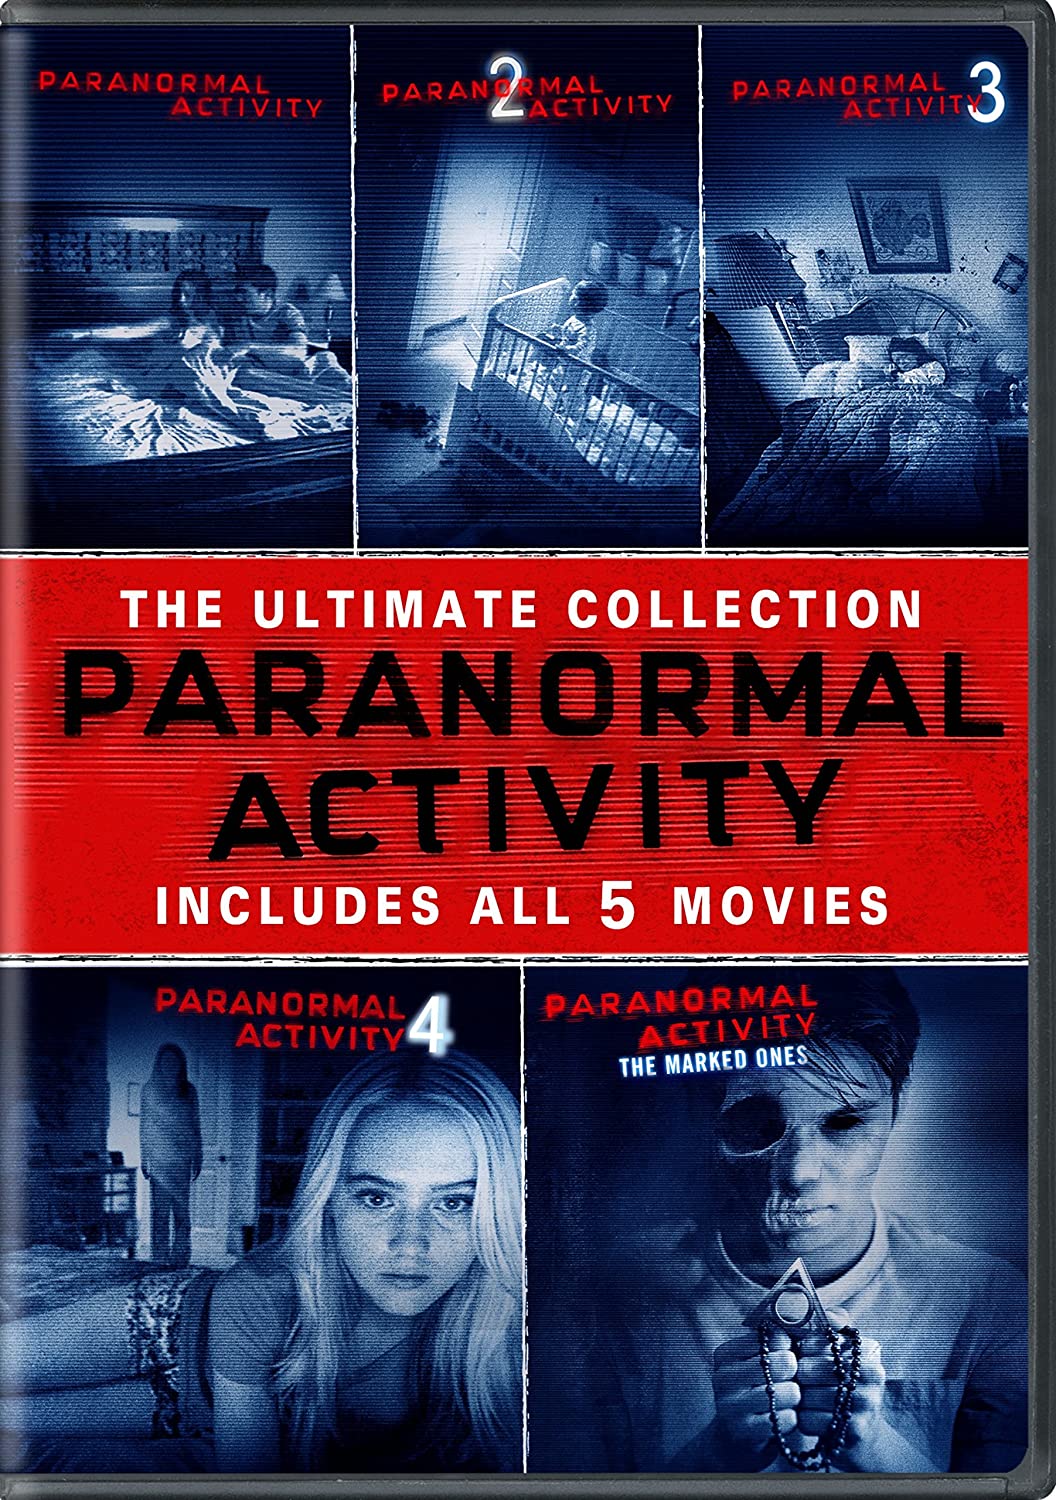 PARANORMAL
ACTIVITY
2
PARANORMAL
ACTIVITY
PARANORMAL
ACTIVITY 3
THE ULTIMATE COLLECTION
PARANORMAL
ACTIVITY
INCLUDES ALL 5 MOVIES
PARANORMAL
ACTIVITY 4
PARANORMAL
ACTIVITY
THE MARKED ONES